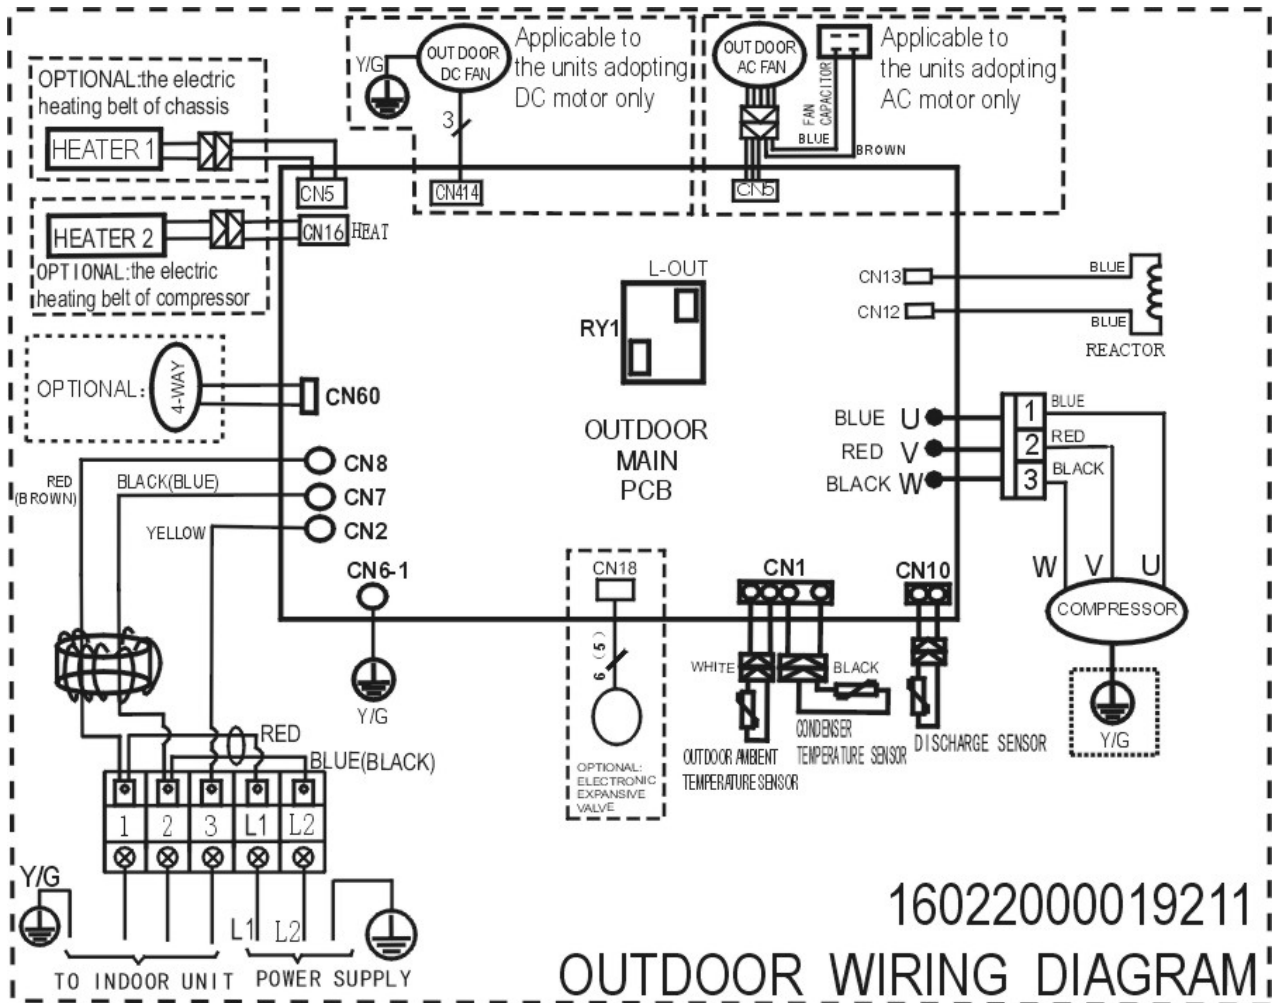 OPTIONAL:the electric
heating belt of chassis
HEATER 1
CN5
OPTIONAL:the electric
heating belt of compressor
HEATER 2
CN16
HEAT
Y/G
OUTDOOR
DC FAN
3
CN414
Applicable to
the units adopting
DC motor only
OUTDOOR
AC FAN
FAN
CAPACITOR
BLUE
BROWN
CN5
Applicable to
the units adopting
AC motor only
L-OUT
RY1
CN13
CN12
BLUE
BLUE
REACTOR
OPTIONAL:
4-WAY
CN60
OUTDOOR
MAIN
PCB
BLUE U
RED V
BLACK W
1
2
3
BLUE
RED
BLACK
W V U
COMPRESSOR
Y/G
RED
(BROWN)
BLACK(BLUE)
YELLOW
CN8
CN7
CN2
CN6-1
Y/G
CN18
6 (5)
OPTIONAL:
ELECTRONIC
EXPANSIVE
VALVE
CN1
WHITE
BLACK
OUTDOOR AMBIENT
TEMPERATURE SENSOR
CONDENSER
TEMPERATURE SENSOR
CN10
DISCHARGE SENSOR
RED
BLUE(BLACK)
1 2 3 L1 L2
Y/G
L1 L2
TO INDOOR UNIT
POWER SUPPLY
16022000019211
OUTDOOR WIRING DIAGRAM